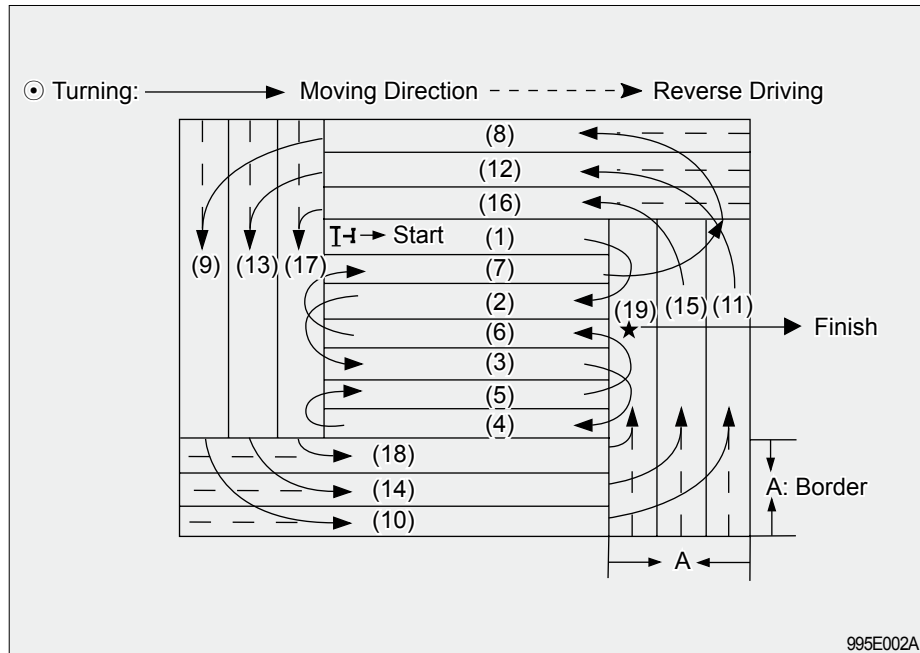 ⊙ Turning: Moving Direction Reverse Driving
(8)
(12)
(16)
Start (1)
(9) (13) (17) (7)
(2) (19) (15) (11)
(6) Finish
(3)
(5)
(4)
(18)
(14) A: Border
(10)
A
995E002A